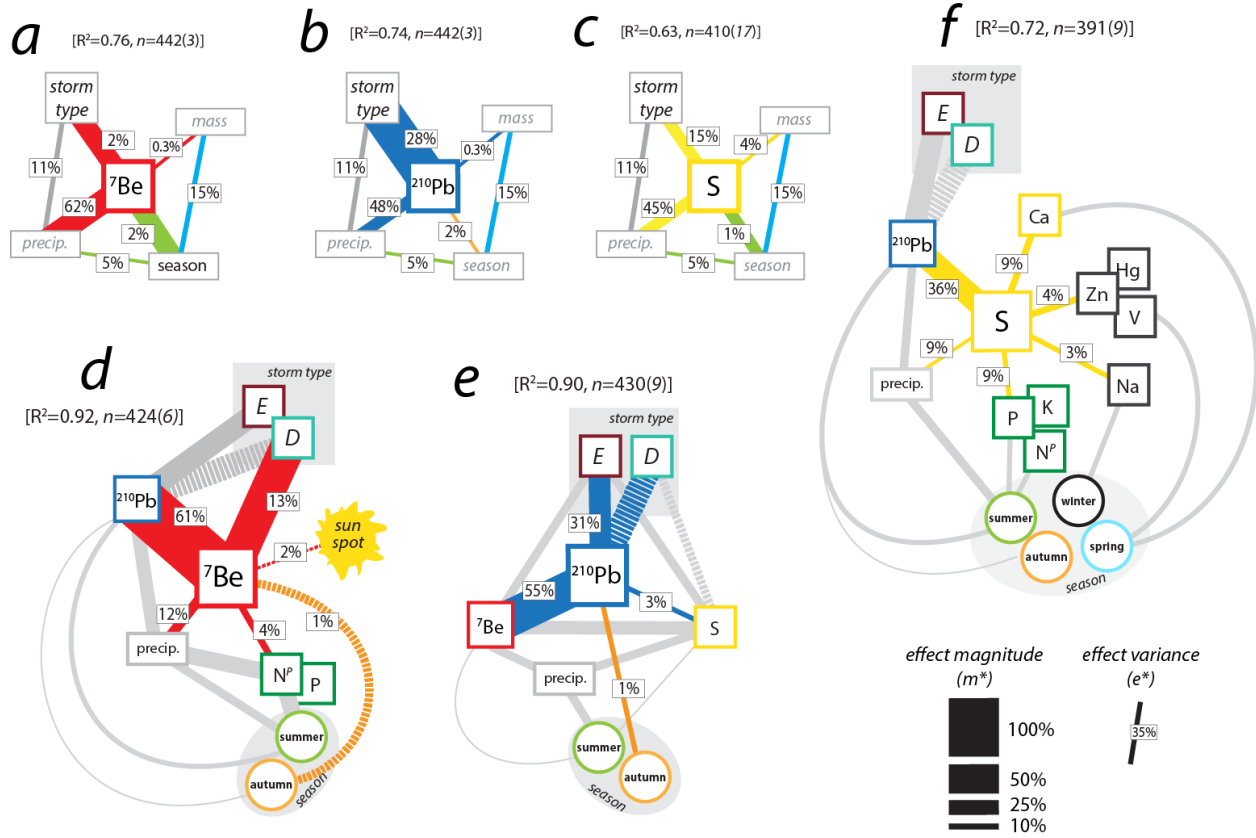 a
[R²=0.76, n=442(3)]
storm
type
mass
2%
0.3%
11%
⁷Be
15%
62%
2%
precip.
5%
season
b
[R²=0.74, n=442(3)]
storm
type
mass
28%
0.3%
11%
²¹⁰Pb
15%
48%
2%
precip.
5%
season
c
[R²=0.63, n=410(17)]
storm
type
mass
15%
4%
11%
S
15%
45%
1%
precip.
5%
season
d
[R²=0.92, n=424(6)]
storm type
E
D
²¹⁰Pb
13%
61%
sun
spot
2%
⁷Be
12%
4%
1%
precip.
Nᴾ
P
summer
autumn
season
e
[R²=0.90, n=430(9)]
storm type
E
D
31%
²¹⁰Pb
55%
3%
⁷Be
S
precip.
1%
summer
autumn
season
f
[R²=0.72, n=391(9)]
storm type
E
D
Ca
²¹⁰Pb
9%
Hg
36%
4%
Zn
V
S
9%
3%
precip.
9%
Na
K
P
Nᴾ
winter
summer
autumn
spring
season
effect magnitude
(m*)
100%
50%
25%
10%
effect variance
(e*)
35%